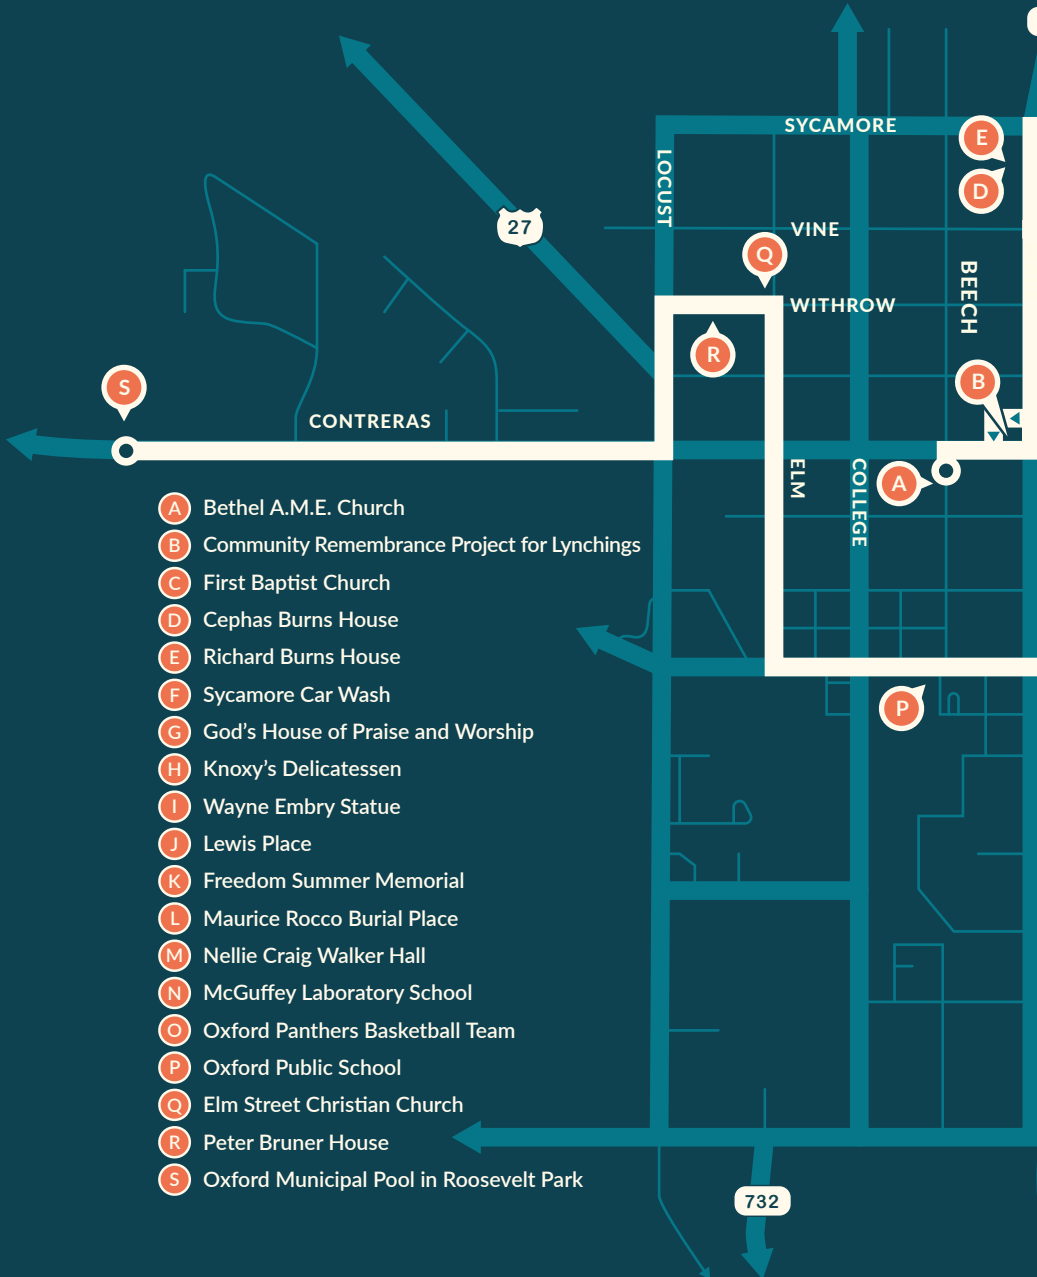 SYCAMORE
E
LOCUST
D
27
VINE
Q
BEECH
WITHROW
R
B
S
CONTRERAS
ELM
COLLEGE
A
A Bethel A.M.E. Church
B Community Remembrance Project for Lynchings
C First Baptist Church
D Cephas Burns House
E Richard Burns House
F Sycamore Car Wash
G God's House of Praise and Worship
H Knoxy's Delicatessen
I Wayne Embry Statue
J Lewis Place
K Freedom Summer Memorial
L Maurice Rocco Burial Place
M Nellie Craig Walker Hall
N McGuffey Laboratory School
O Oxford Panthers Basketball Team
P Oxford Public School
Q Elm Street Christian Church
R Peter Bruner House
S Oxford Municipal Pool in Roosevelt Park
P
732